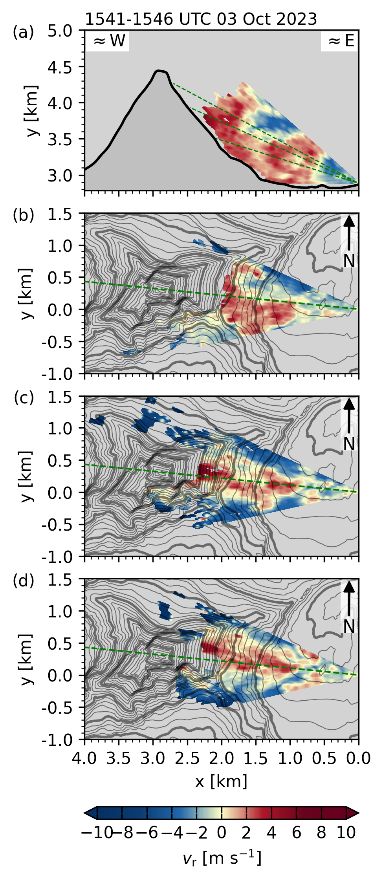 1541-1546 UTC 03 Oct 2023
(a)
≈ W
≈ E
5.0
4.5
4.0
3.5
3.0
y [km]
(b)
1.5
1.0
0.5
0.0
-0.5
-1.0
y [km]
N
(c)
1.5
1.0
0.5
0.0
-0.5
-1.0
y [km]
N
(d)
1.5
1.0
0.5
0.0
-0.5
-1.0
y [km]
N
4.0 3.5 3.0 2.5 2.0 1.5 1.0 0.5 0.0
x [km]
−10 −8 −6 −4 −2 0 2 4 6 8 10
vr [m s−1]